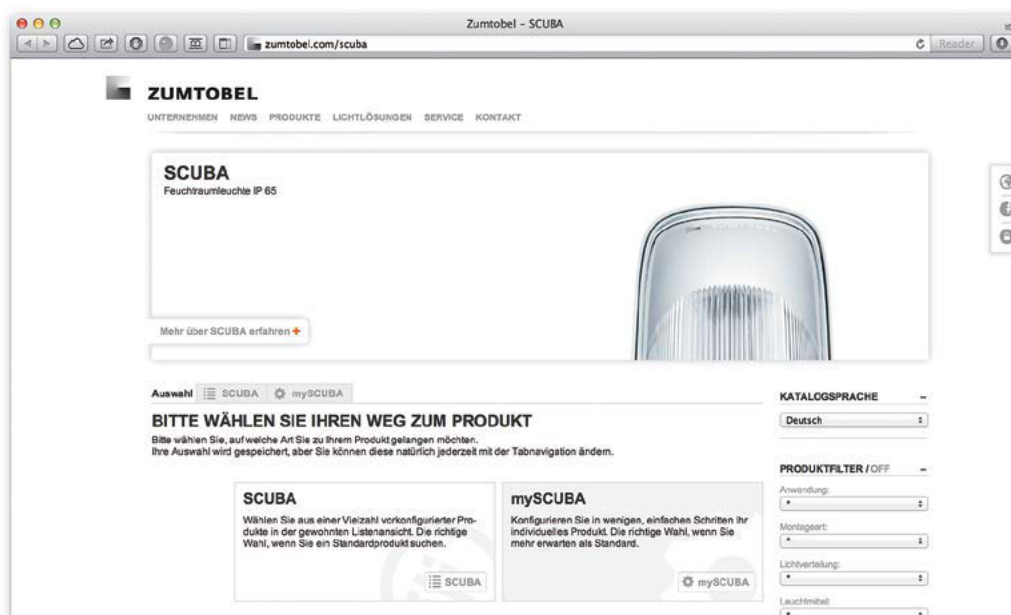 Zumtobel – SCUBA
zumtobel.com/scuba
Reader
ZUMTOBEL
UNTERNEHMEN NEWS PRODUKTE LICHTLÖSUNGEN SERVICE KONTAKT
SCUBA
Feuchtraumleuchte IP 65
Mehr über SCUBA erfahren +
Auswahl SCUBA mySCUBA
BITTE WÄHLEN SIE IHREN WEG ZUM PRODUKT
Bitte wählen Sie, auf welche Art Sie zu Ihrem Produkt gelangen möchten.
Ihre Auswahl wird gespeichert, aber Sie können diese natürlich jederzeit mit der Tabnavigation ändern.
SCUBA
Wählen Sie aus einer Vielzahl vorkonfigurierter Pro-
dukte in der gewohnten Listenansicht. Die richtige
Wahl, wenn Sie ein Standardprodukt suchen.
SCUBA
mySCUBA
Konfigurieren Sie in wenigen, einfachen Schritten Ihr
individuelles Produkt. Die richtige Wahl, wenn Sie
mehr erwarten als Standard.
mySCUBA
KATALOGSPRACHE –
Deutsch
PRODUKTFILTER / OFF –
Anwendung:
*
Montageart:
*
Lichtverteilung:
*
Leuchtmittel:
*